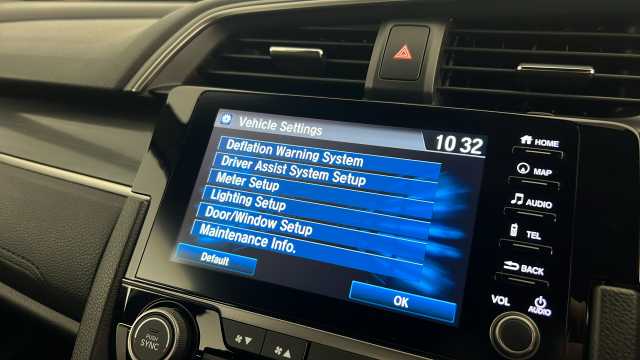 Vehicle Settings
10 32
Deflation Warning System
Driver Assist System Setup
Meter Setup
Lighting Setup
Door/Window Setup
Maintenance Info.
Default
OK
HOME
MAP
AUDIO
TEL
BACK
VOL
AUDIO
PUSH
SYNC